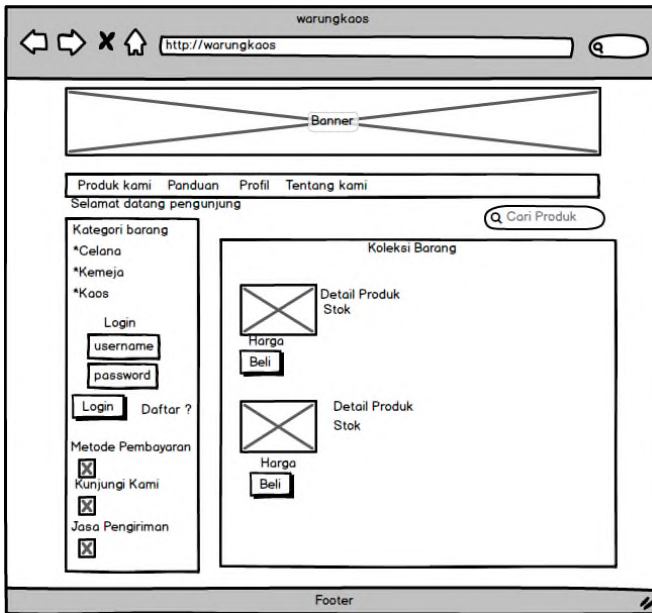 warungkaos
http://warungkaos
Banner
Produk kami Panduan Profil Tentang kami
Selamat datang pengunjung
Cari Produk
Kategori barang
*Celana
*Kemeja
*Kaos
Login
username
password
Login Daftar ?
Metode Pembayaran
Kunjungi Kami
Jasa Pengiriman
Koleksi Barang
Detail Produk
Stok
Harga
Beli
Detail Produk
Stok
Harga
Beli
Footer